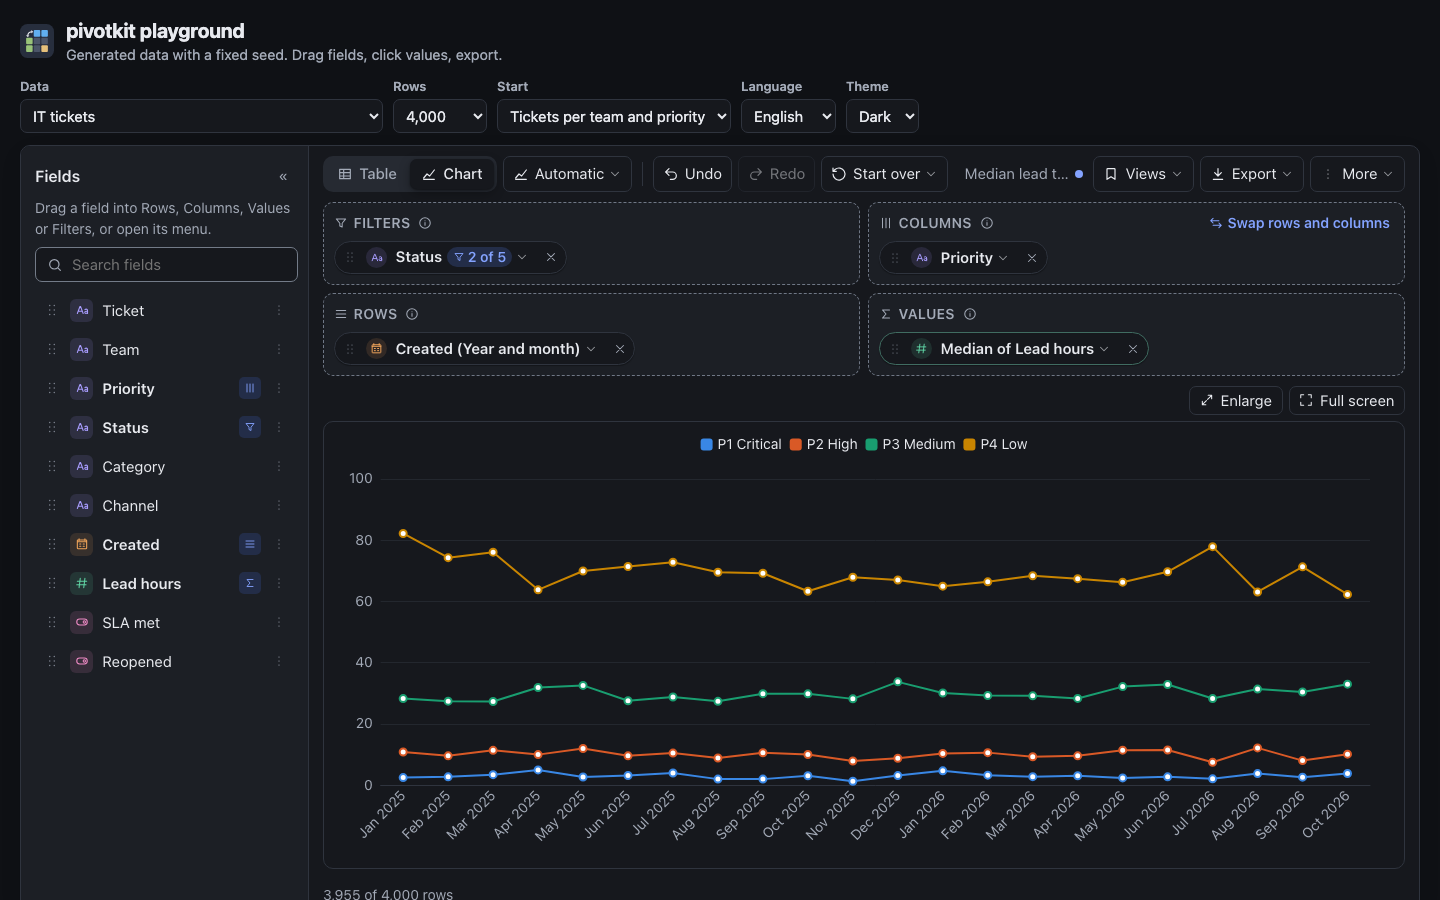 pivotkit playground
Generated data with a fixed seed. Drag fields, click values, export.
Data
Rows
Start
Language
Theme
IT tickets
4,000
Tickets per team and priority
English
Dark
Fields
«
Drag a field into Rows, Columns, Values
or Filters, or open its menu.
Search fields
Aa Ticket
Aa Team
Aa Priority
Aa Status
Aa Category
Aa Channel
Created
# Lead hours Σ
SLA met
Reopened
Table
Chart
Automatic
Undo
Redo
Start over
Median lead t...
Views
Export
More
FILTERS
Aa Status 2 of 5
COLUMNS
Swap rows and columns
Aa Priority
ROWS
Created (Year and month)
Σ VALUES
# Median of Lead hours
Enlarge
Full screen
P1 Critical P2 High P3 Medium P4 Low
100
80
60
40
20
0
Jan 2025
Feb 2025
Mar 2025
Apr 2025
May 2025
Jun 2025
Jul 2025
Aug 2025
Sep 2025
Oct 2025
Nov 2025
Dec 2025
Jan 2026
Feb 2026
Mar 2026
Apr 2026
May 2026
Jun 2026
Jul 2026
Aug 2026
Sep 2026
Oct 2026
3,955 of 4,000 rows